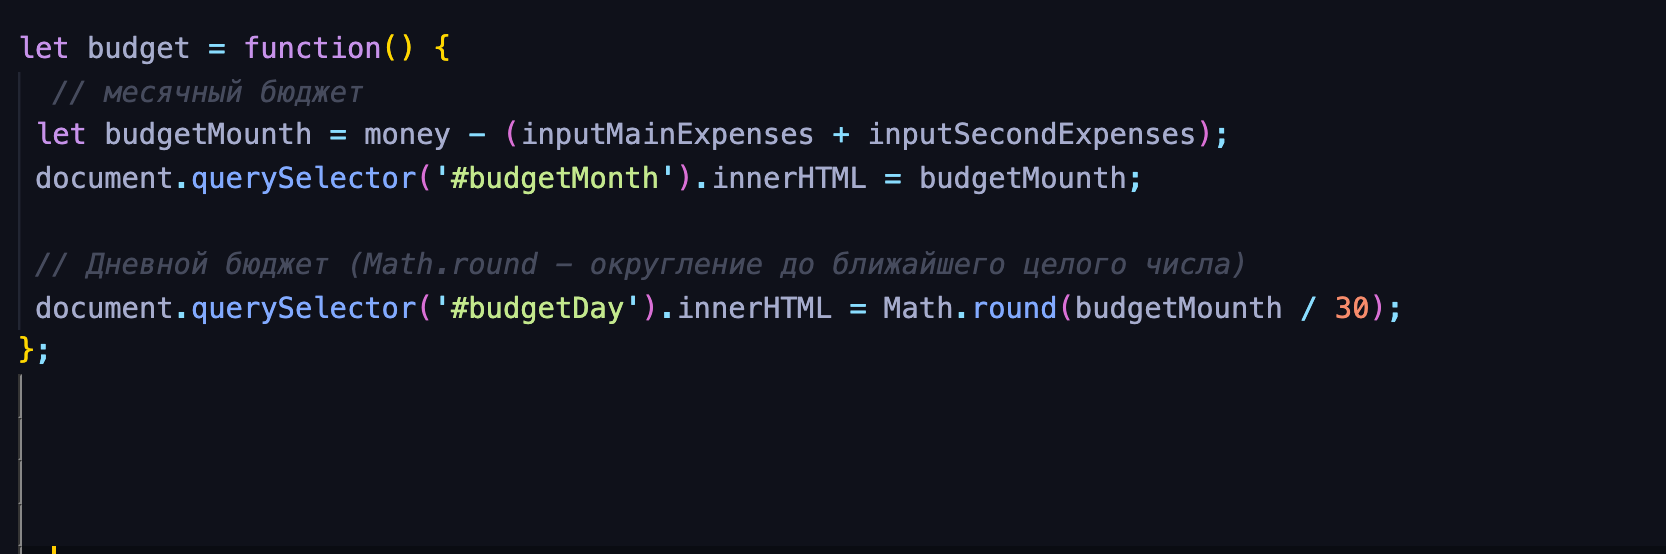 let budget = function() {
// месячный бюджет
let budgetMounth = money - (inputMainExpenses + inputSecondExpenses);
document.querySelector('#budgetMonth').innerHTML = budgetMounth;
// Дневной бюджет (Math.round - округление до ближайшего целого числа)
document.querySelector('#budgetDay').innerHTML = Math.round(budgetMounth / 30);
};